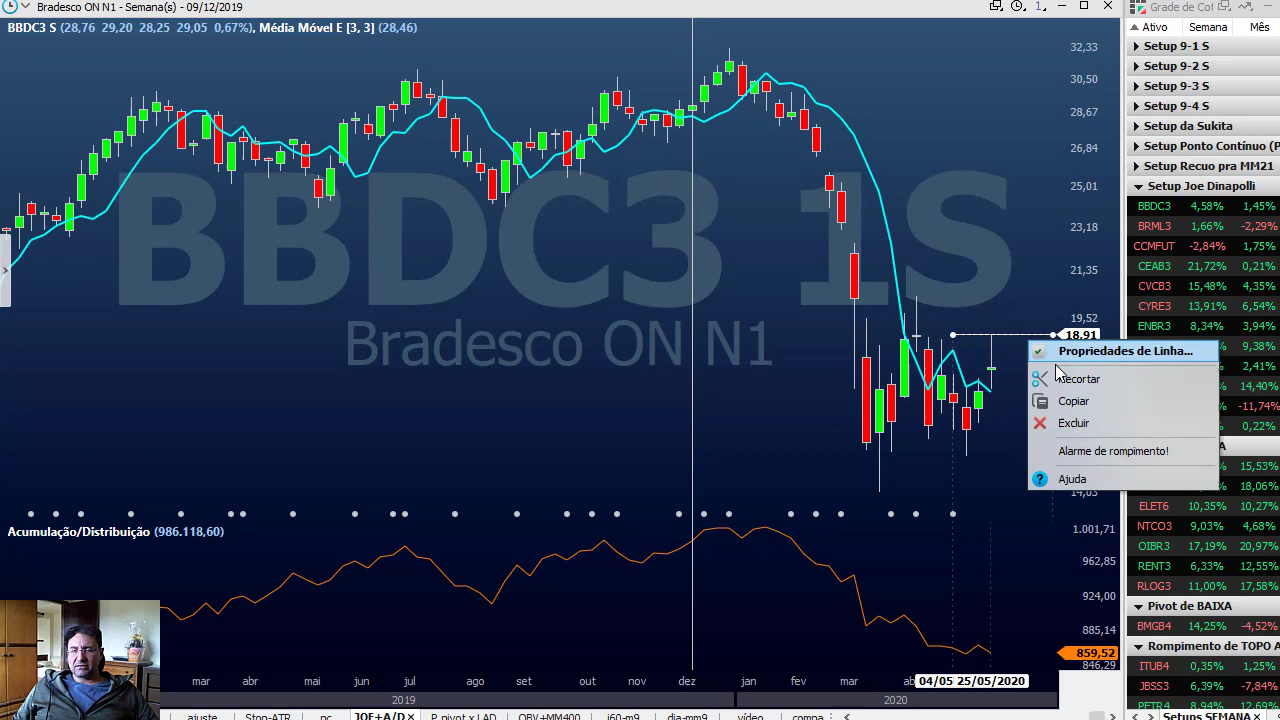 Bradesco ON N1 - Semana(s) - 09/12/2019
BBDC3 S (28,76 29,20 28,25 29,05 0,67%), Média Móvel E [3, 3] (28,46)
BBDC3 1S
Bradesco ON N1
32,33
30,50
28,67
26,84
25,01
23,18
21,35
19,52
18,91
14,03
Propriedades de Linha...
Recortar
Copiar
Excluir
Alarme de rompimento!
Ajuda
Acumulação/Distribuição (986.118,60)
1.001,71
962,85
924,00
885,14
859,52
846,29
mar abr mai jun jul ago set out nov dez jan fev mar ab
04/05 25/05/2020
2019 2020
ajuste Stop-ATR pc JOE+A/D P pivot x LAD OBV+MM400 i60-m9 dia-mm9 vídeo compa
Grade de Cot
Ativo Semana Mês
Setup 9-1 S
Setup 9-2 S
Setup 9-3 S
Setup 9-4 S
Setup da Sukita
Setup Ponto Contínuo (P
Setup Recuo pra MM21
Setup Joe Dinapolli
BBDC3 4,58% 1,45%
BRML3 1,66% -2,29%
CCMFUT -2,84% 1,75%
CEAB3 21,72% 0,21%
CVCB3 15,48% 4,35%
CYRE3 13,91% 6,54%
ENBR3 8,34% 3,94%
9,38%
2,41%
14,40%
-11,74%
0,22%
A
15,53%
18,06%
ELET6 10,35% 10,27%
NTCO3 9,03% 4,68%
OIBR3 17,19% 20,97%
RENT3 6,33% 12,55%
RLOG3 11,00% 17,58%
Pivot de BAIXA
BMGB4 14,25% -4,52%
Rompimento de TOPO A
ITUB4 0,35% 1,25%
JBSS3 6,39% -7,84%
PETR4 8,94% 12,69%
Setups SEMANA